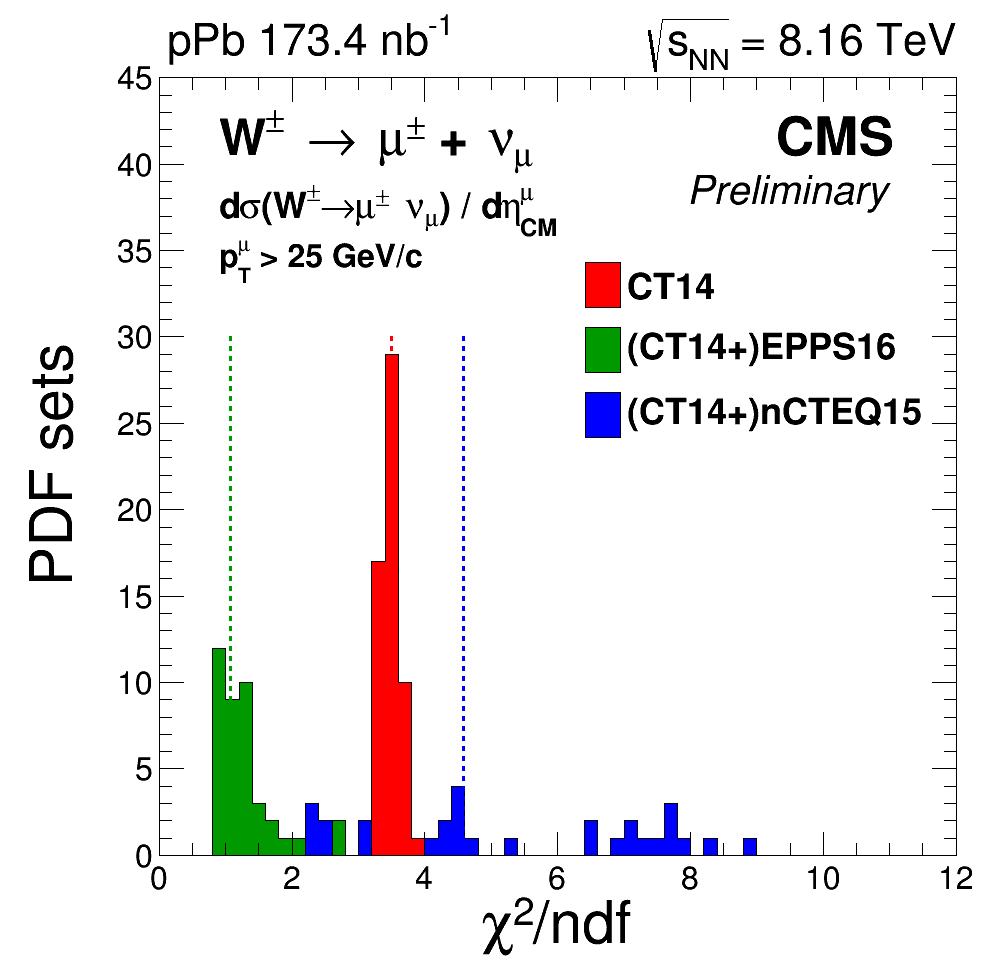 pPb 173.4 nb⁻¹ √s_NN = 8.16 TeV
W± → μ± + ν_μ
CMS
Preliminary
dσ(W±→μ± ν_μ) / dη^μ_CM
p^μ_T > 25 GeV/c
CT14
(CT14+)EPPS16
(CT14+)nCTEQ15
PDF sets
45
40
35
30
25
20
15
10
5
0
0 2 4 6 8 10 12
χ²/ndf